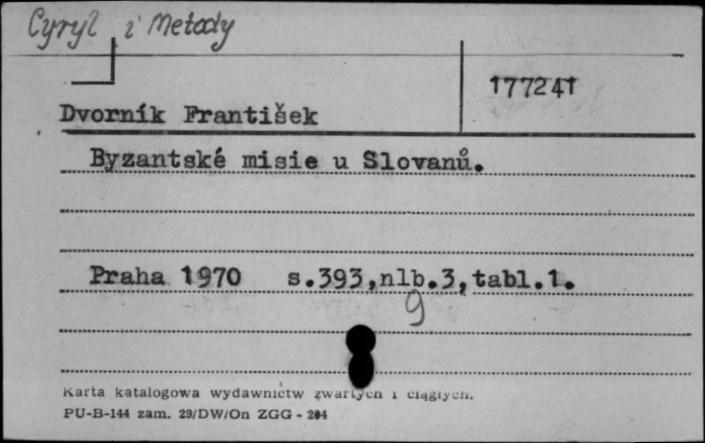 Cyryl i Metody
177241
Dvorník František
Byzantské misie u Slovanů.
Praha 1970 s.393,nlb.3,tabl.1.
9
Karta katalogowa wydawnictw zwartych i ciągłych.
PU-B-144 zam. 29/DW/On ZGG - 204